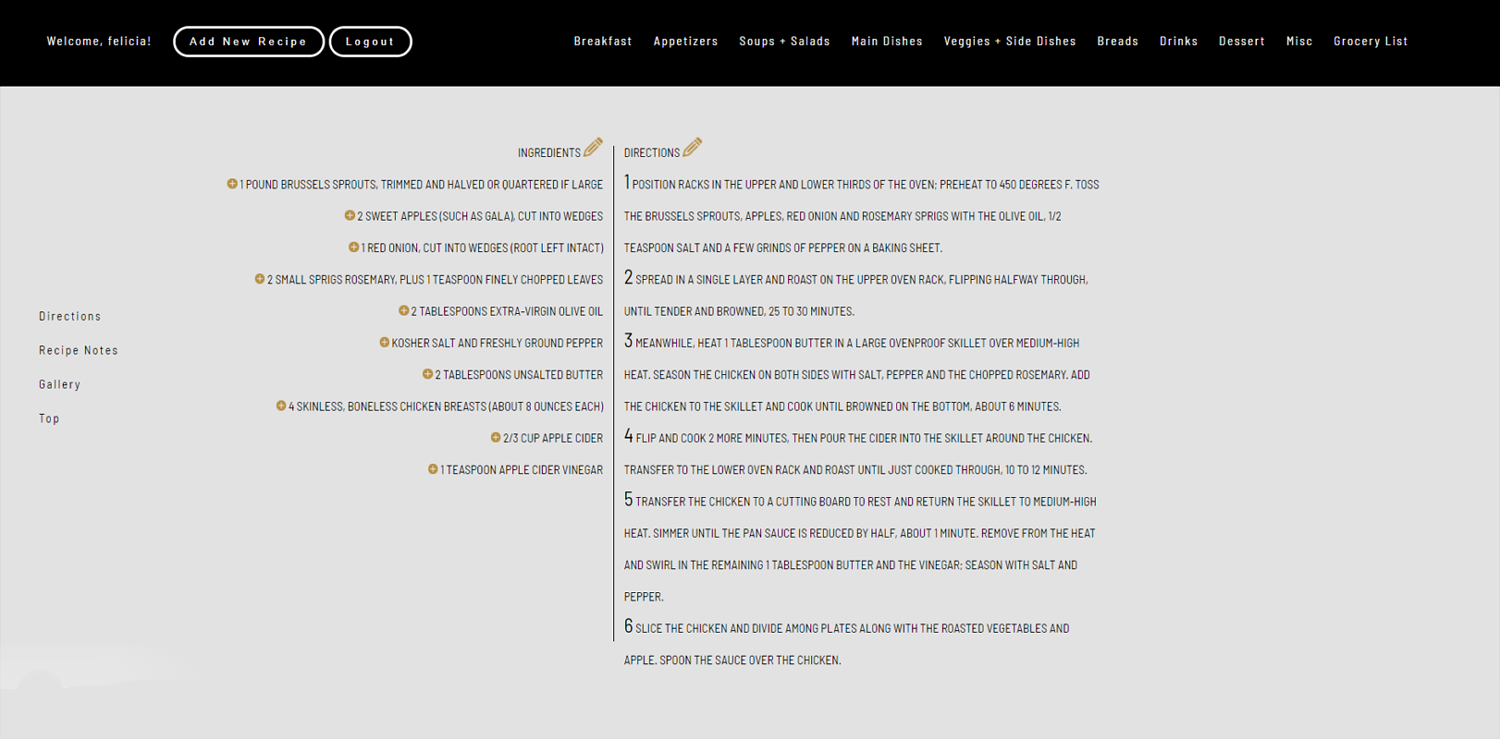 Welcome, felicia!
Add New Recipe
Logout
Breakfast
Appetizers
Soups + Salads
Main Dishes
Veggies + Side Dishes
Breads
Drinks
Dessert
Misc
Grocery List
Directions
Recipe Notes
Gallery
Top
INGREDIENTS
1 POUND BRUSSELS SPROUTS, TRIMMED AND HALVED OR QUARTERED IF LARGE
2 SWEET APPLES (SUCH AS GALA), CUT INTO WEDGES
1 RED ONION, CUT INTO WEDGES (ROOT LEFT INTACT)
2 SMALL SPRIGS ROSEMARY, PLUS 1 TEASPOON FINELY CHOPPED LEAVES
2 TABLESPOONS EXTRA-VIRGIN OLIVE OIL
KOSHER SALT AND FRESHLY GROUND PEPPER
2 TABLESPOONS UNSALTED BUTTER
4 SKINLESS, BONELESS CHICKEN BREASTS (ABOUT 8 OUNCES EACH)
2/3 CUP APPLE CIDER
1 TEASPOON APPLE CIDER VINEGAR
DIRECTIONS
1 POSITION RACKS IN THE UPPER AND LOWER THIRDS OF THE OVEN; PREHEAT TO 450 DEGREES F. TOSS
THE BRUSSELS SPROUTS, APPLES, RED ONION AND ROSEMARY SPRIGS WITH THE OLIVE OIL, 1/2
TEASPOON SALT AND A FEW GRINDS OF PEPPER ON A BAKING SHEET.
2 SPREAD IN A SINGLE LAYER AND ROAST ON THE UPPER OVEN RACK, FLIPPING HALFWAY THROUGH,
UNTIL TENDER AND BROWNED, 25 TO 30 MINUTES.
3 MEANWHILE, HEAT 1 TABLESPOON BUTTER IN A LARGE OVENPROOF SKILLET OVER MEDIUM-HIGH
HEAT. SEASON THE CHICKEN ON BOTH SIDES WITH SALT, PEPPER AND THE CHOPPED ROSEMARY. ADD
THE CHICKEN TO THE SKILLET AND COOK UNTIL BROWNED ON THE BOTTOM, ABOUT 6 MINUTES.
4 FLIP AND COOK 2 MORE MINUTES, THEN POUR THE CIDER INTO THE SKILLET AROUND THE CHICKEN.
TRANSFER TO THE LOWER OVEN RACK AND ROAST UNTIL JUST COOKED THROUGH, 10 TO 12 MINUTES.
5 TRANSFER THE CHICKEN TO A CUTTING BOARD TO REST AND RETURN THE SKILLET TO MEDIUM-HIGH
HEAT. SIMMER UNTIL THE PAN SAUCE IS REDUCED BY HALF, ABOUT 1 MINUTE. REMOVE FROM THE HEAT
AND SWIRL IN THE REMAINING 1 TABLESPOON BUTTER AND THE VINEGAR; SEASON WITH SALT AND
PEPPER.
6 SLICE THE CHICKEN AND DIVIDE AMONG PLATES ALONG WITH THE ROASTED VEGETABLES AND
APPLE. SPOON THE SAUCE OVER THE CHICKEN.